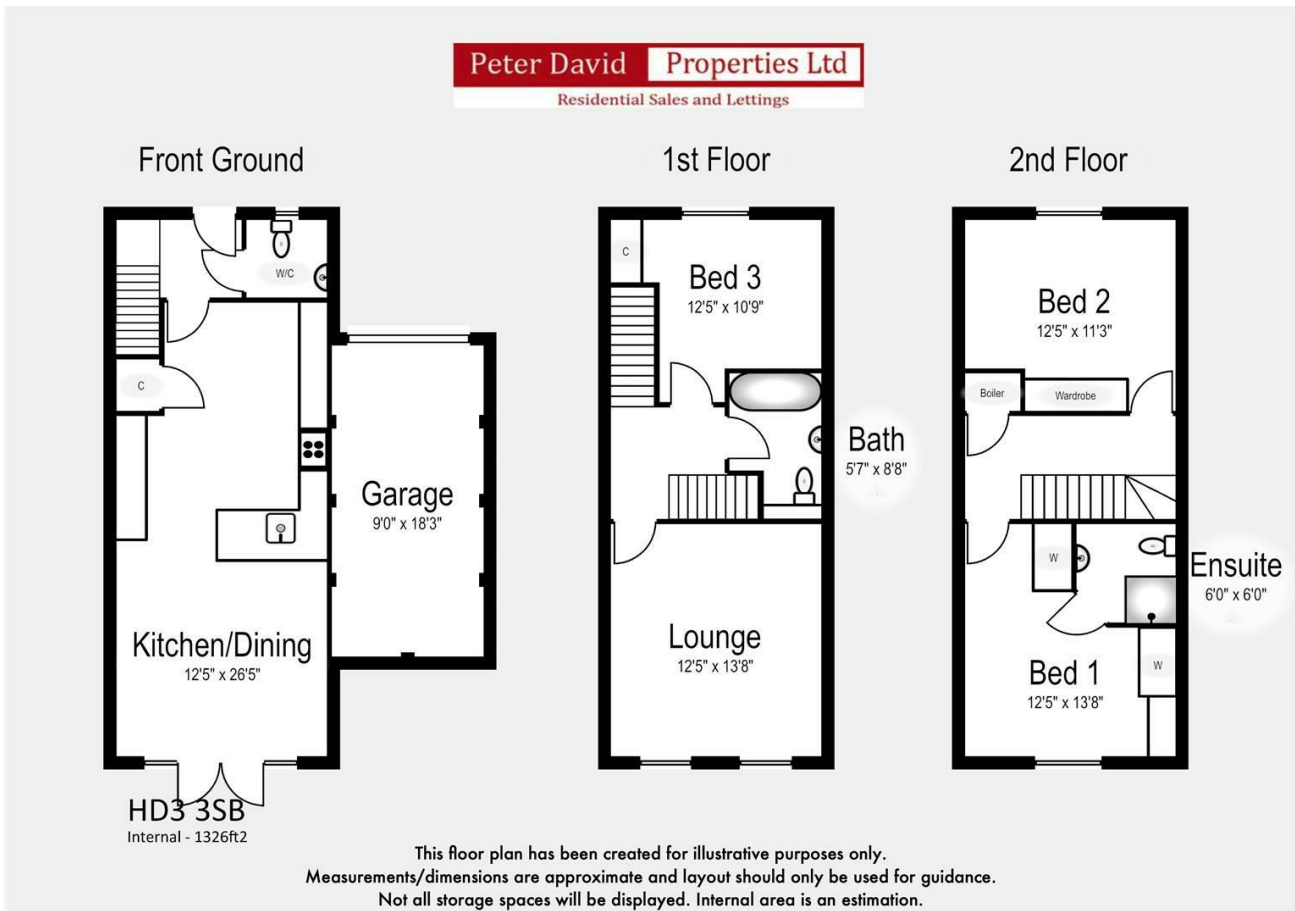 Peter David Properties Ltd
Residential Sales and Lettings
Front Ground
W/C
C
Garage
9'0" x 18'3"
Kitchen/Dining
12'5" x 26'5"
HD3 3SB
Internal - 1326ft2
1st Floor
C
Bed 3
12'5" x 10'9"
Bath
5'7" x 8'8"
Lounge
12'5" x 13'8"
2nd Floor
Bed 2
12'5" x 11'3"
Boiler
Wardrobe
W
Ensuite
6'0" x 6'0"
W
Bed 1
12'5" x 13'8"
This floor plan has been created for illustrative purposes only.
Measurements/dimensions are approximate and layout should only be used for guidance.
Not all storage spaces will be displayed. Internal area is an estimation.